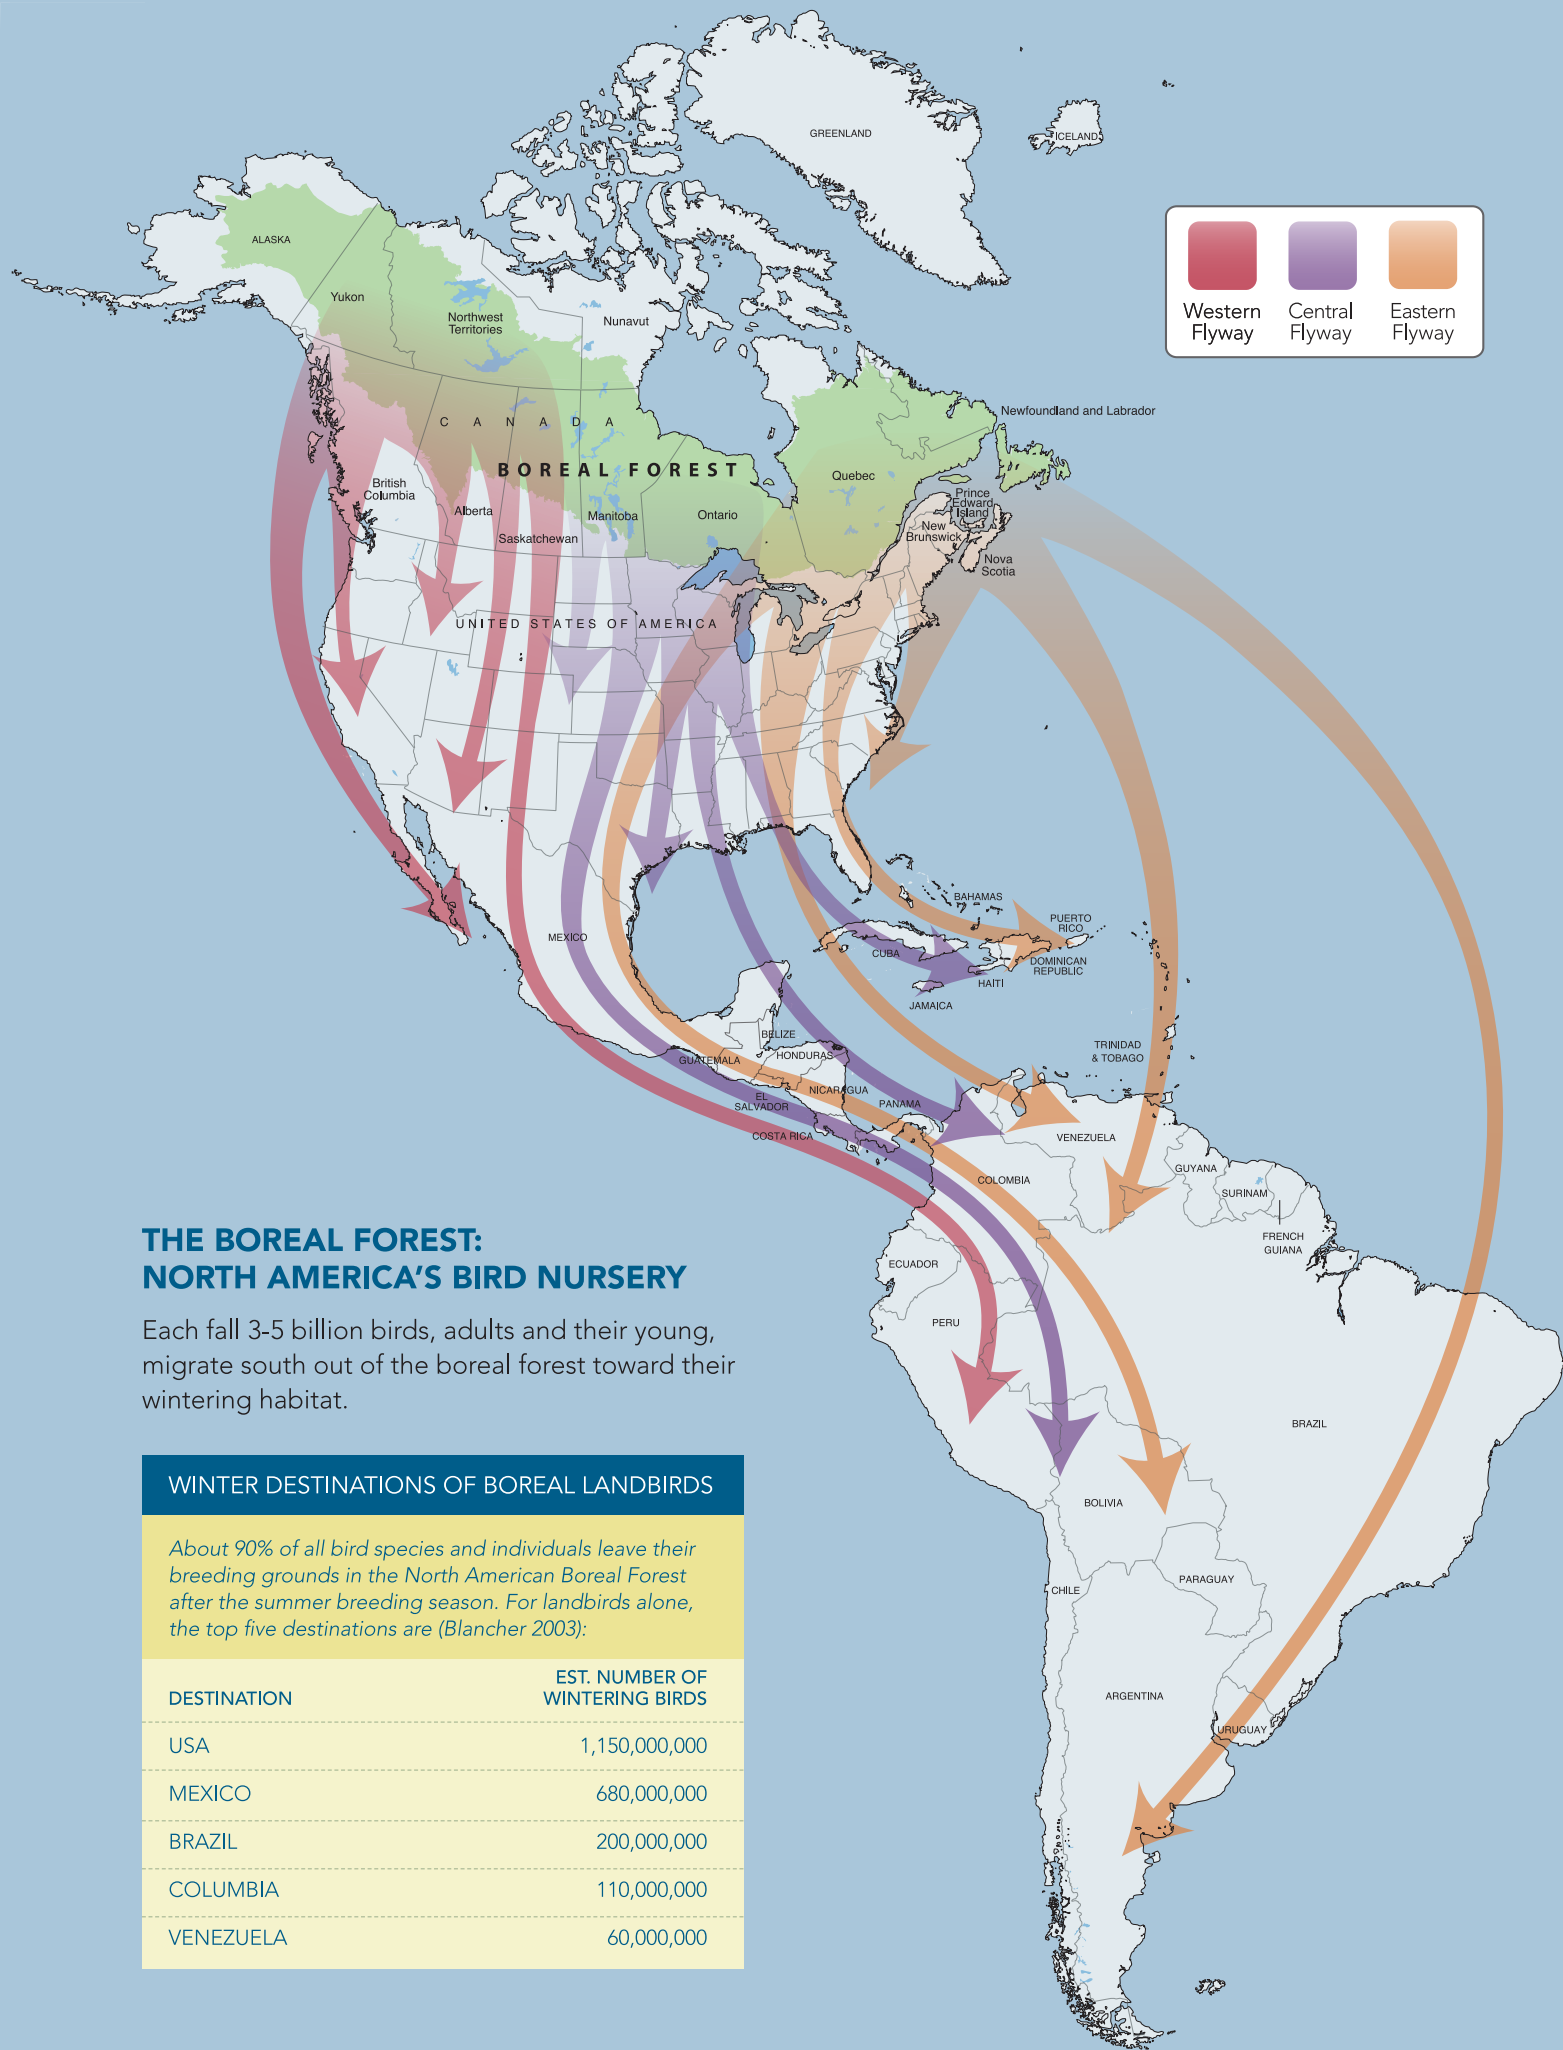 GREENLAND
ICELAND
ALASKA
Yukon
Northwest
Territories
Nunavut
Western
Flyway
Central
Flyway
Eastern
Flyway
Newfoundland and Labrador
CANADA
BOREAL FOREST
Quebec
British
Columbia
Alberta
Saskatchewan
Manitoba
Ontario
Prince
Edward
Island
New
Brunswick
Nova
Scotia
UNITED STATES OF AMERICA
MEXICO
BAHAMAS
PUERTO
RICO
CUBA
DOMINICAN
REPUBLIC
HAITI
JAMAICA
BELIZE
GUATEMALA
HONDURAS
TRINIDAD
& TOBAGO
NICARAGUA
EL
SALVADOR
PANAMA
COSTA RICA
VENEZUELA
COLOMBIA
GUYANA
SURINAM
FRENCH
GUIANA
ECUADOR
PERU
BRAZIL
BOLIVIA
PARAGUAY
CHILE
ARGENTINA
URUGUAY
THE BOREAL FOREST:
NORTH AMERICA'S BIRD NURSERY
Each fall 3-5 billion birds, adults and their young,
migrate south out of the boreal forest toward their
wintering habitat.
WINTER DESTINATIONS OF BOREAL LANDBIRDS
About 90% of all bird species and individuals leave their
breeding grounds in the North American Boreal Forest
after the summer breeding season. For landbirds alone,
the top five destinations are (Blancher 2003):
DESTINATION EST. NUMBER OF
WINTERING BIRDS
USA 1,150,000,000
MEXICO 680,000,000
BRAZIL 200,000,000
COLUMBIA 110,000,000
VENEZUELA 60,000,000